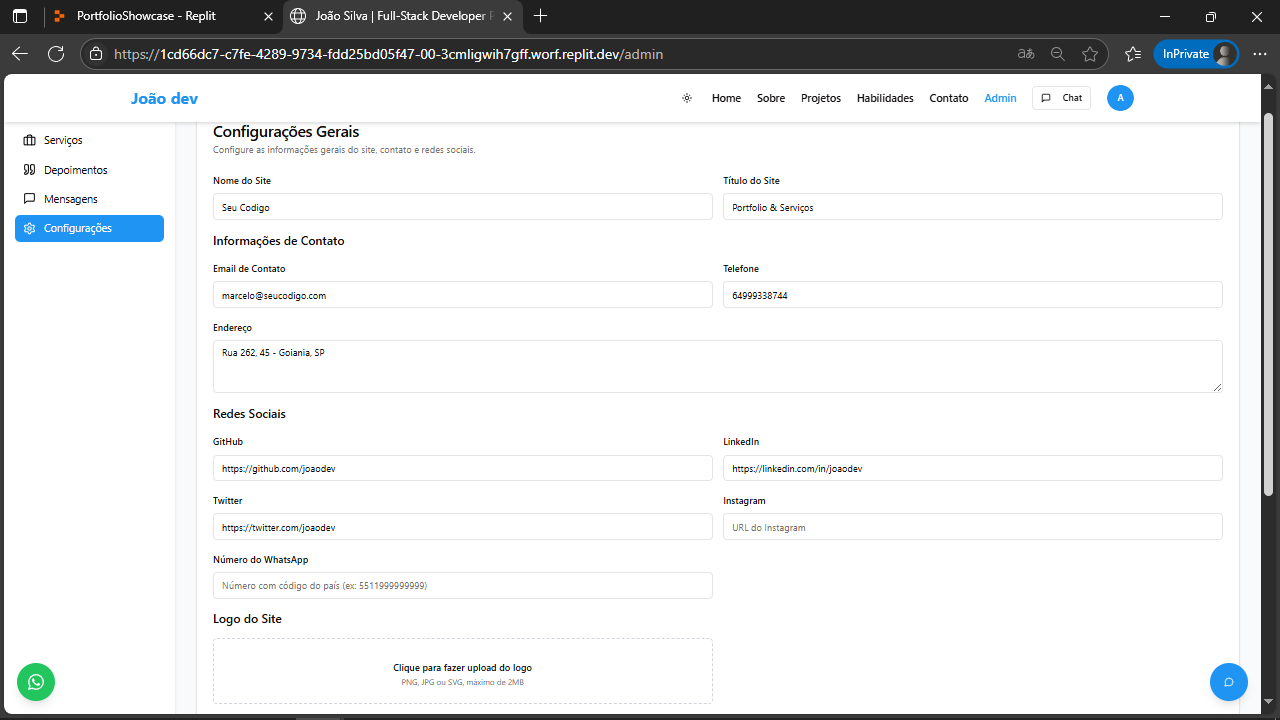 PortfolioShowcase - Replit
João Silva | Full-Stack Developer P
https://1cd66dc7-c7fe-4289-9734-fdd25bd05f47-00-3cmligwih7gff.worf.replit.dev/admin
InPrivate
João dev
Home
Sobre
Projetos
Habilidades
Contato
Admin
Chat
A
Serviços
Depoimentos
Mensagens
Configurações
Configurações Gerais
Configure as informações gerais do site, contato e redes sociais.
Nome do Site
Seu Codigo
Título do Site
Portfolio & Serviços
Informações de Contato
Email de Contato
marcelo@seucodigo.com
Telefone
64999338744
Endereço
Rua 262, 45 - Goiania, SP
Redes Sociais
GitHub
https://github.com/joaodev
LinkedIn
https://linkedin.com/in/joaodev
Twitter
https://twitter.com/joaodev
Instagram
URL do Instagram
Número do WhatsApp
Número com código do país (ex: 5511999999999)
Logo do Site
Clique para fazer upload do logo
PNG, JPG ou SVG, máximo de 2MB